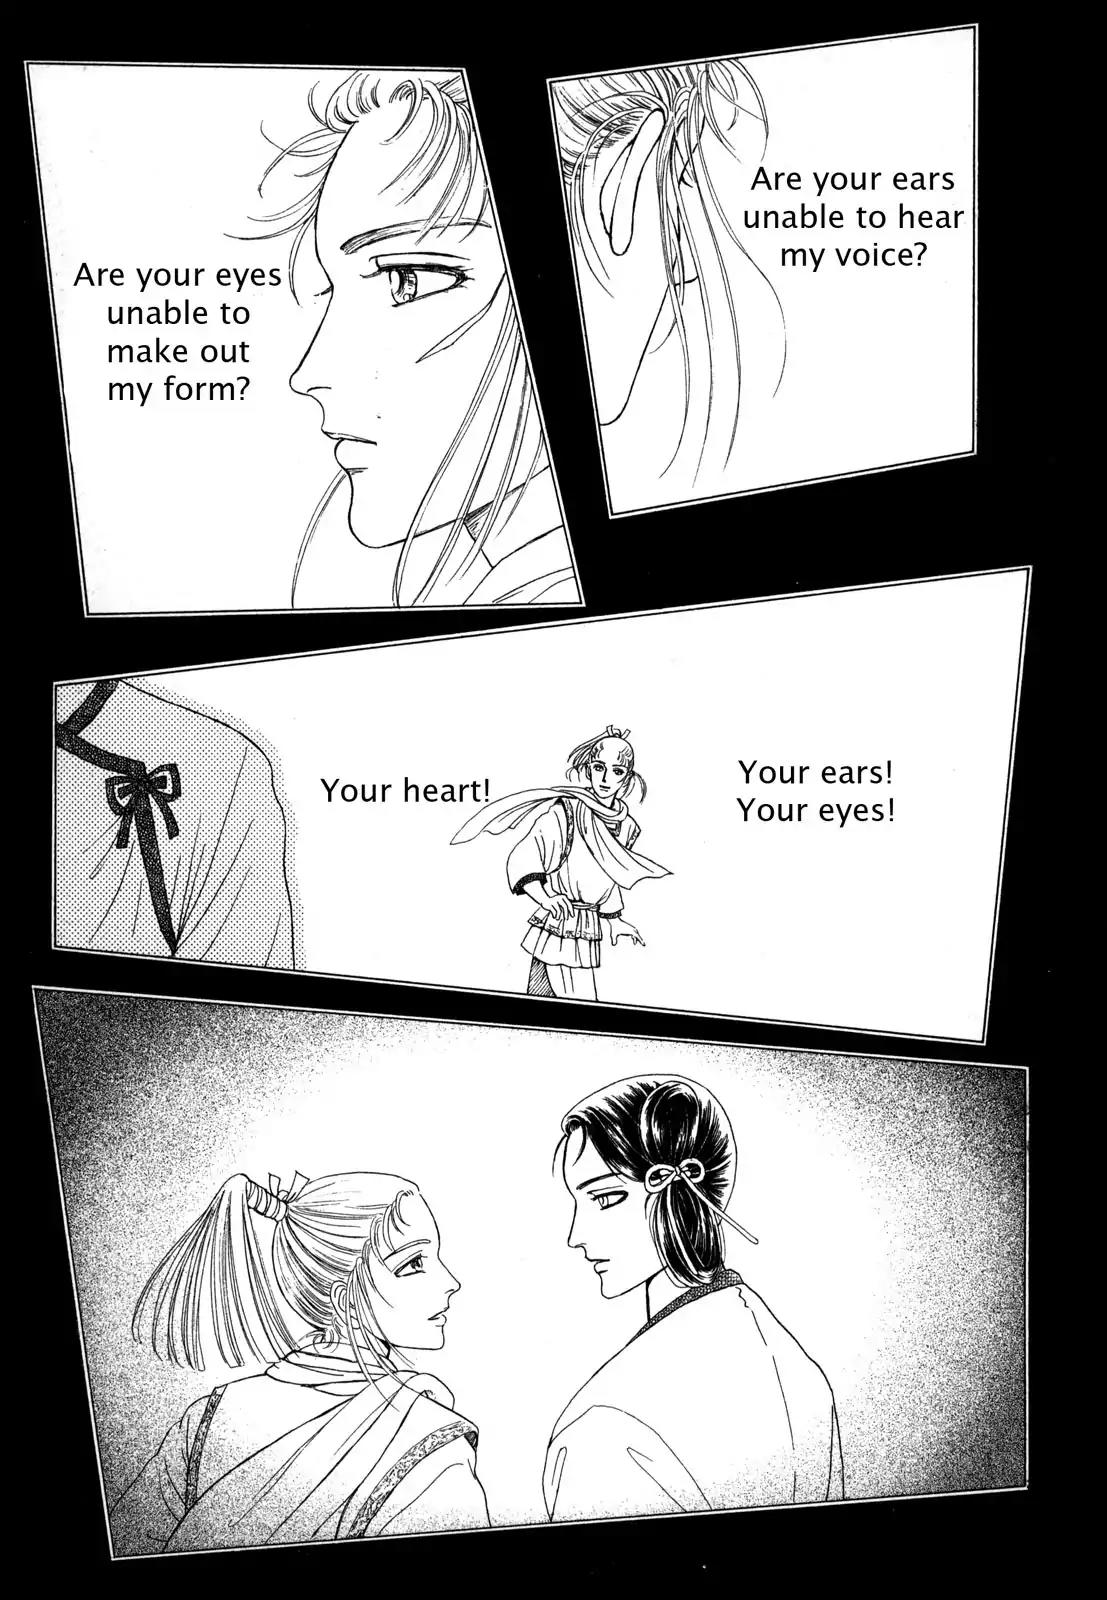 Are your ears
unable to hear
my voice?
Are your eyes
unable to
make out
my form?
Your ears!
Your eyes!
Your heart!